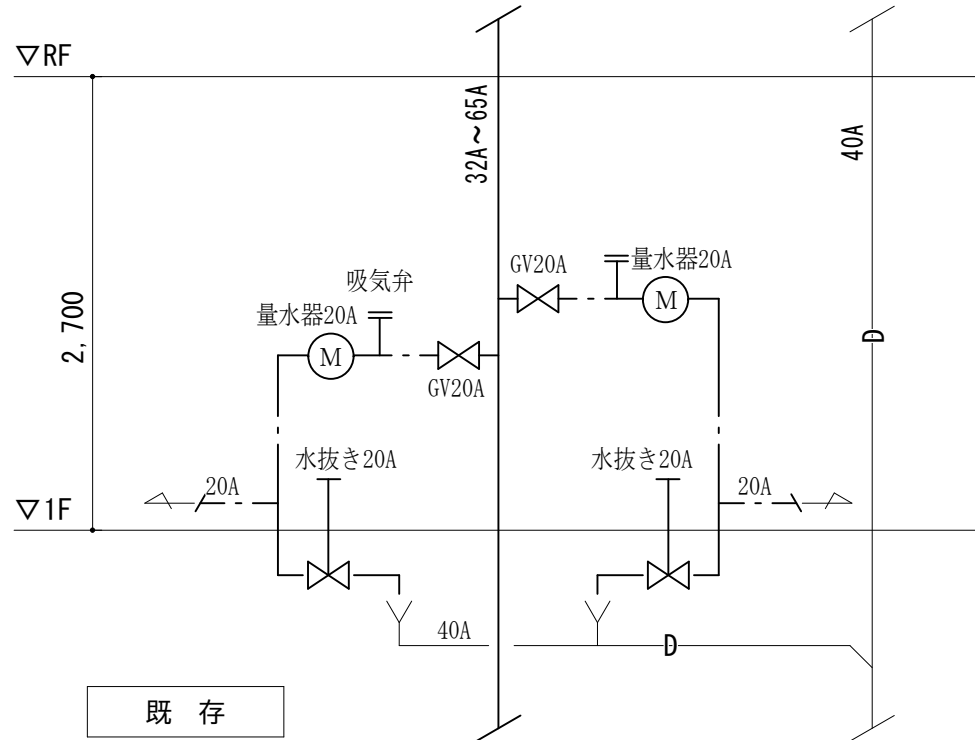 ▽RF
32A～65A
40A
GV20A
量水器20A
M
吸気弁
量水器20A
M
GV20A
2,700
D
水抜き20A
水抜き20A
20A
20A
▽1F
40A
D
既 存